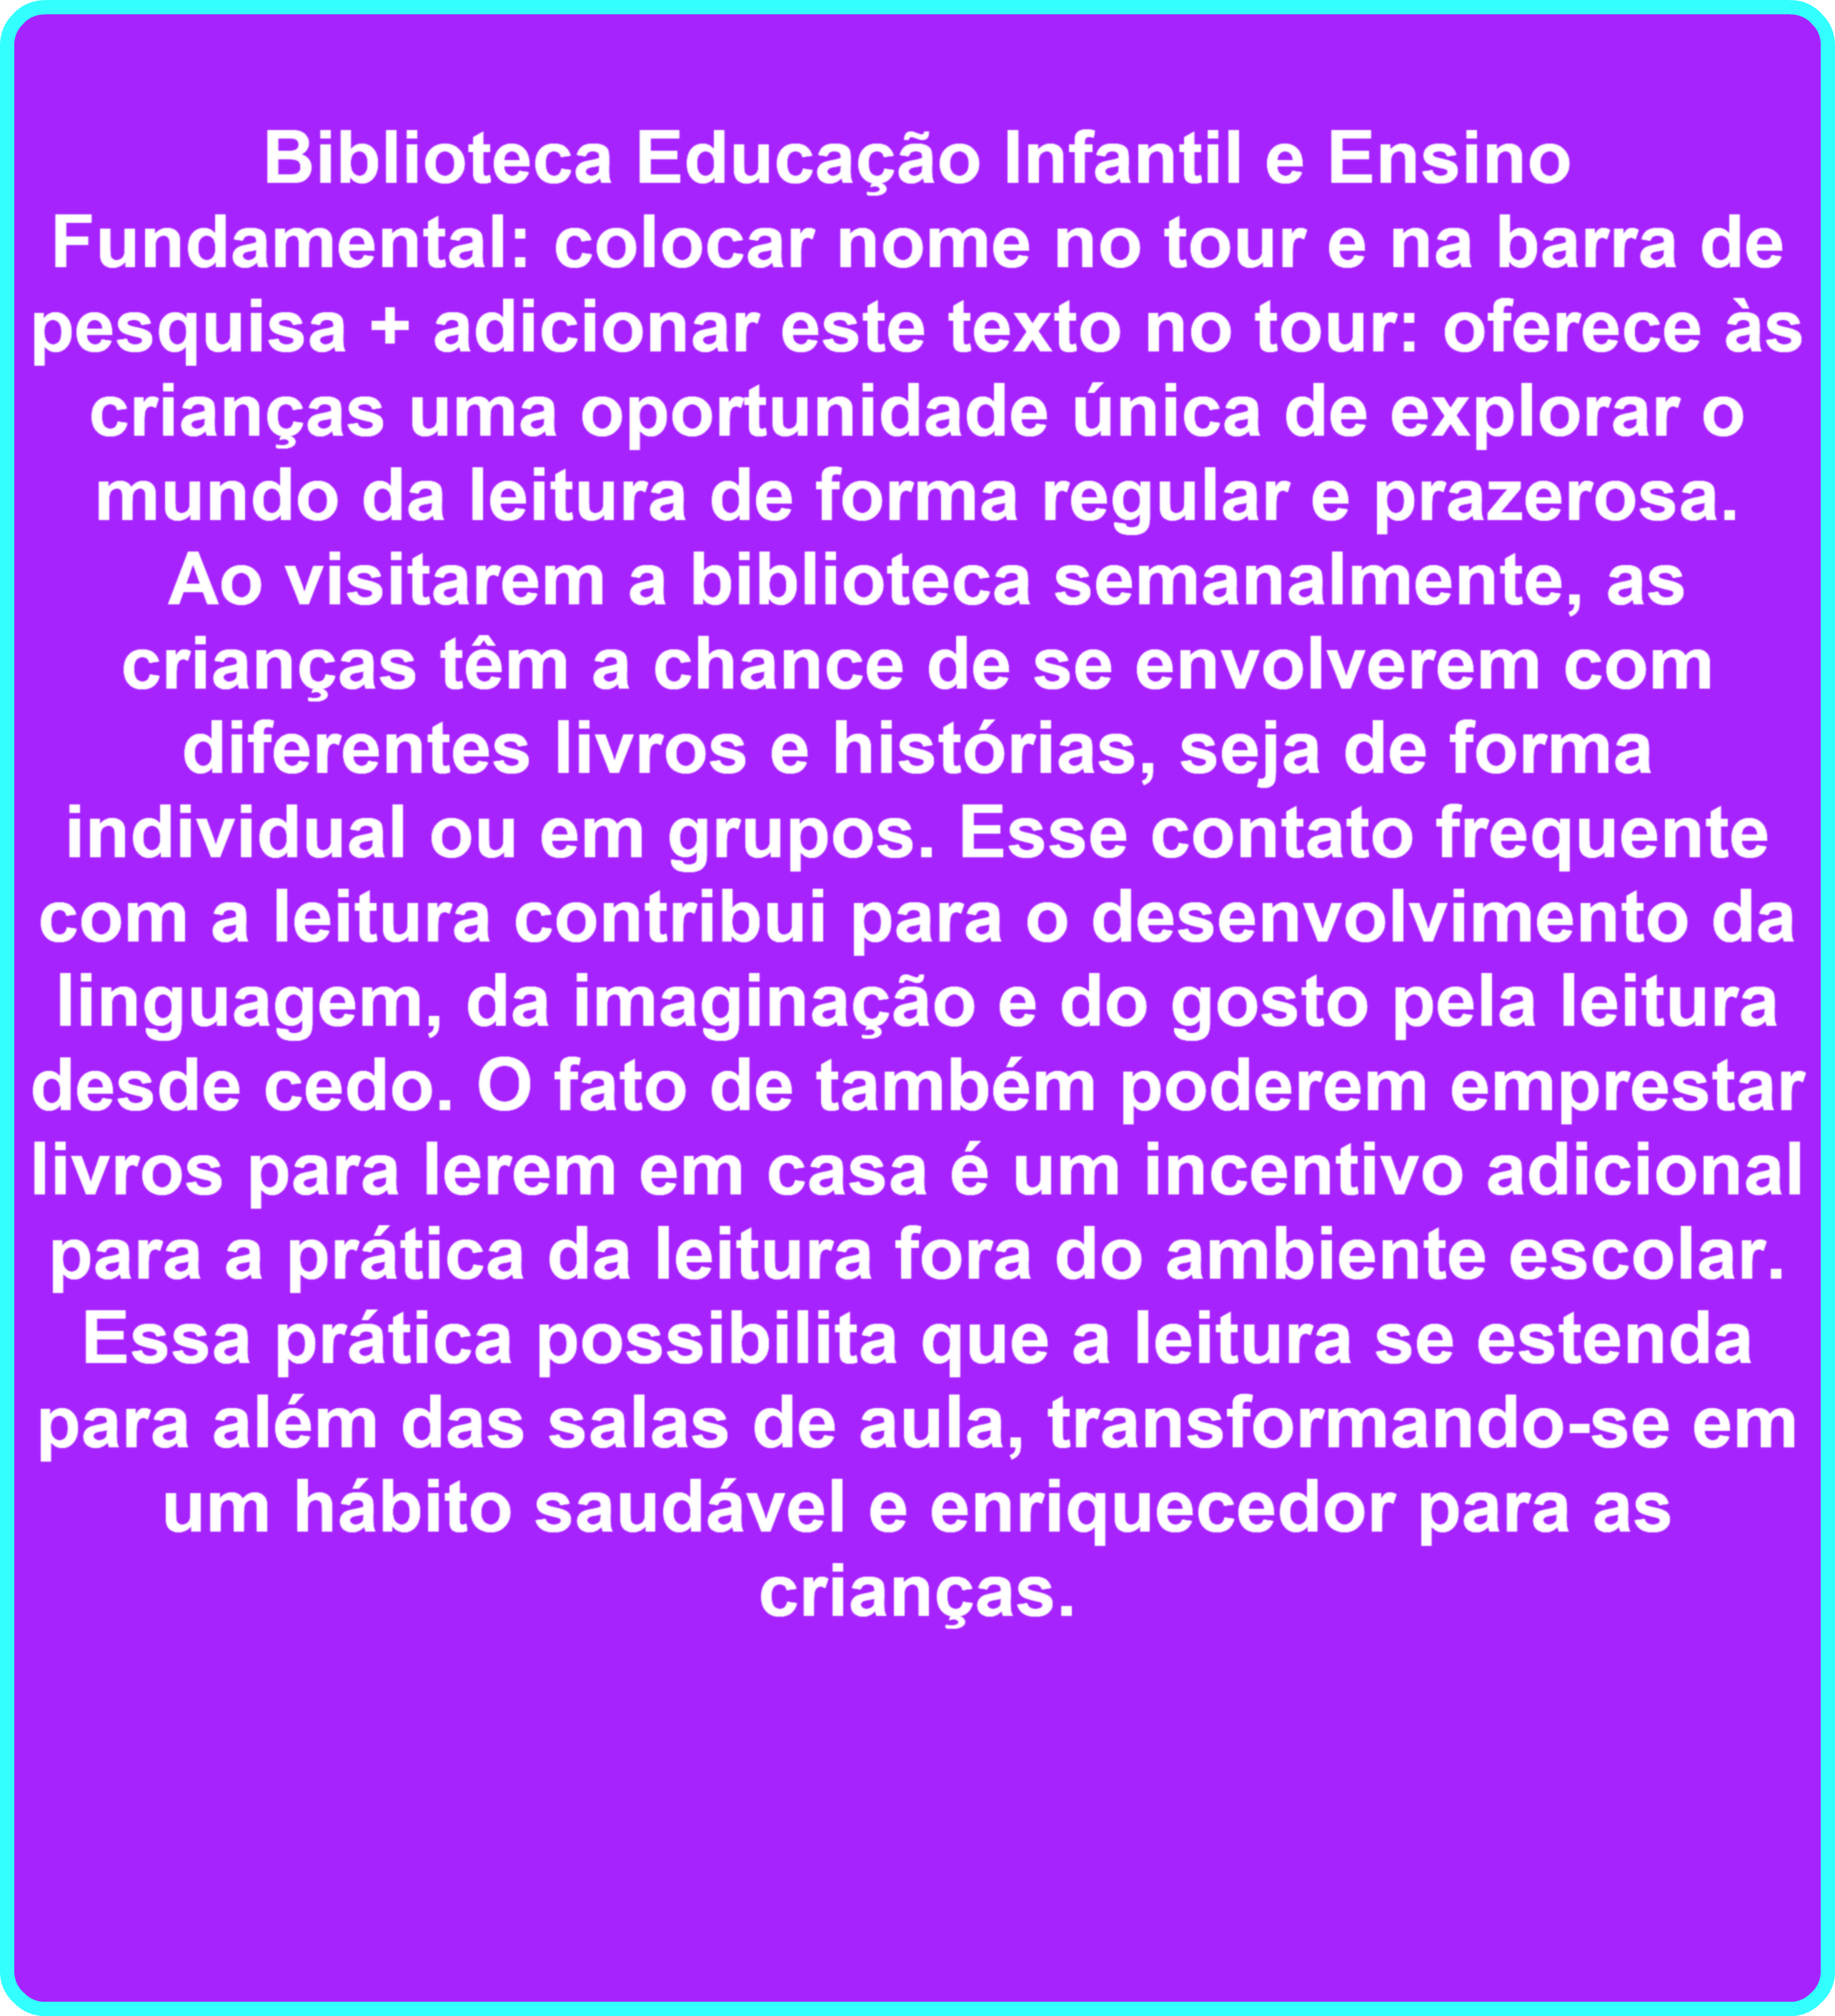 Biblioteca Educação Infantil e Ensino
Fundamental: colocar nome no tour e na barra de
pesquisa + adicionar este texto no tour: oferece às
crianças uma oportunidade única de explorar o
mundo da leitura de forma regular e prazerosa.
Ao visitarem a biblioteca semanalmente, as
crianças têm a chance de se envolverem com
diferentes livros e histórias, seja de forma
individual ou em grupos. Esse contato frequente
com a leitura contribui para o desenvolvimento da
linguagem, da imaginação e do gosto pela leitura
desde cedo. O fato de também poderem emprestar
livros para lerem em casa é um incentivo adicional
para a prática da leitura fora do ambiente escolar.
Essa prática possibilita que a leitura se estenda
para além das salas de aula, transformando-se em
um hábito saudável e enriquecedor para as
crianças.